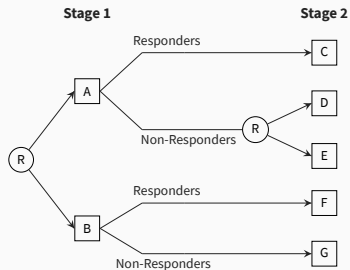 Stage 1
Stage 2
Responders
C
A
D
R
Non-Responders
E
R
Responders
F
B
G
Non-Responders